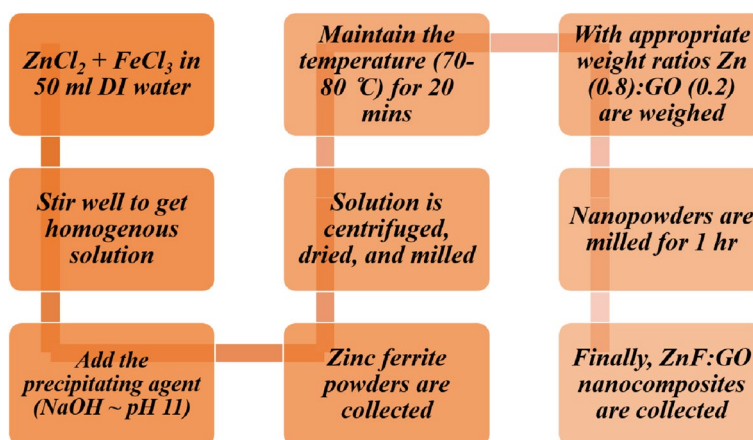 ZnCl₂ + FeCl₃ in
50 ml DI water
Stir well to get
homogenous
solution
Add the
precipitating agent
(NaOH ~ pH 11)
Maintain the
temperature (70-
80 ℃) for 20
mins
Solution is
centrifuged,
dried, and milled
Zinc ferrite
powders are
collected
With appropriate
weight ratios Zn
(0.8):GO (0.2)
are weighed
Nanopowders are
milled for 1 hr
Finally, ZnF:GO
nanocomposites
are collected